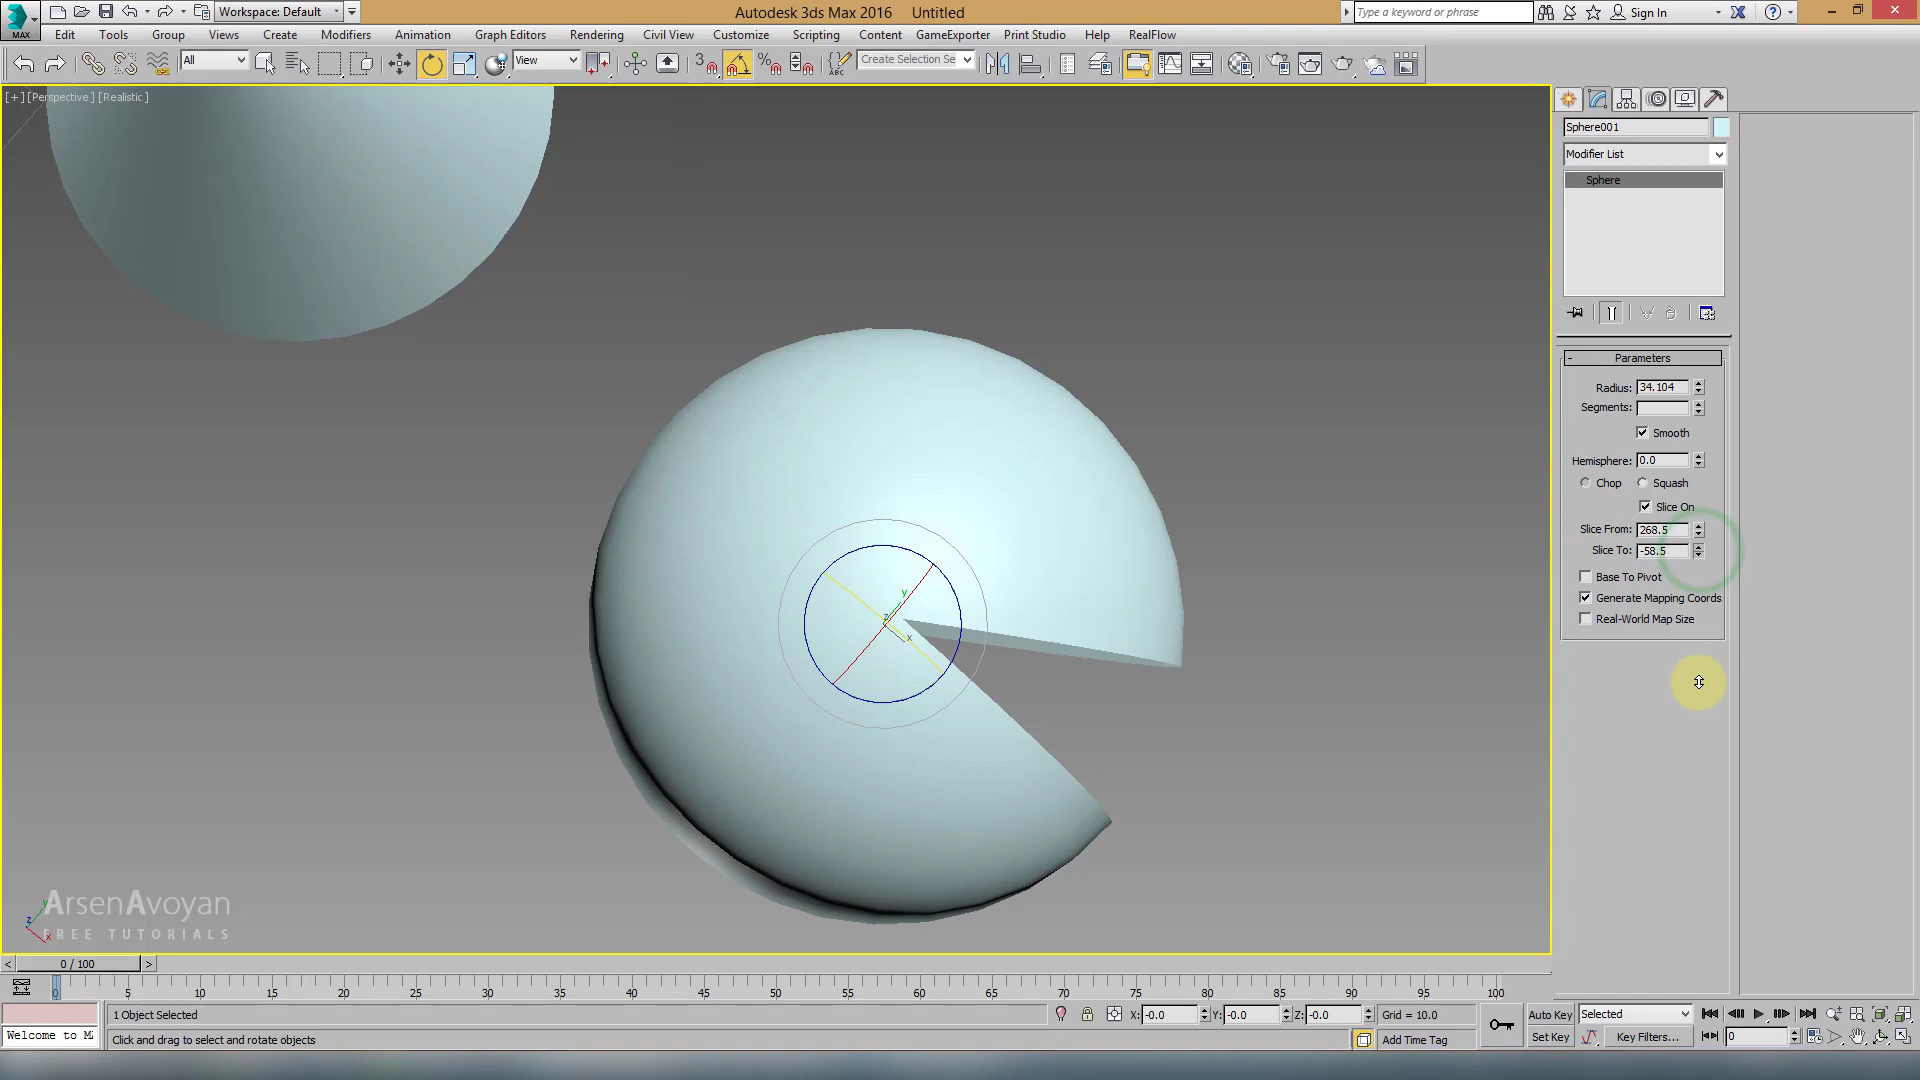 Autodesk 3ds Max 2016 Untitled
Workspace: Default
Type a keyword or phrase
Sign In
MAX
Edit Tools Group Views Create Modifiers Animation Graph Editors Rendering Civil View Customize Scripting Content GameExporter Print Studio Help RealFlow
All
View
3
ABC
Create Selection Se
[+] [Perspective] [Realistic]
Sphere001
Modifier List
Sphere
- Parameters
Radius: 34.104
Segments:
Smooth
Hemisphere: 0.0
Chop Squash
Slice On
Slice From: 268.5
Slice To: -58.5
Base To Pivot
Generate Mapping Coords
Real-World Map Size
y
z
x
ArsenAvoyan
FREE TUTORIALS
z y x
< 0 / 100 >
0 5 10 15 20 25 30 35 40 45 50 55 60 65 70 75 80 85 90 95 100
1 Object Selected
X: -0.0 Y: -0.0 Z: -0.0 Grid = 10.0
Auto Key Selected
Welcome to M
Click and drag to select and rotate objects
Add Time Tag
Set Key Key Filters... 0